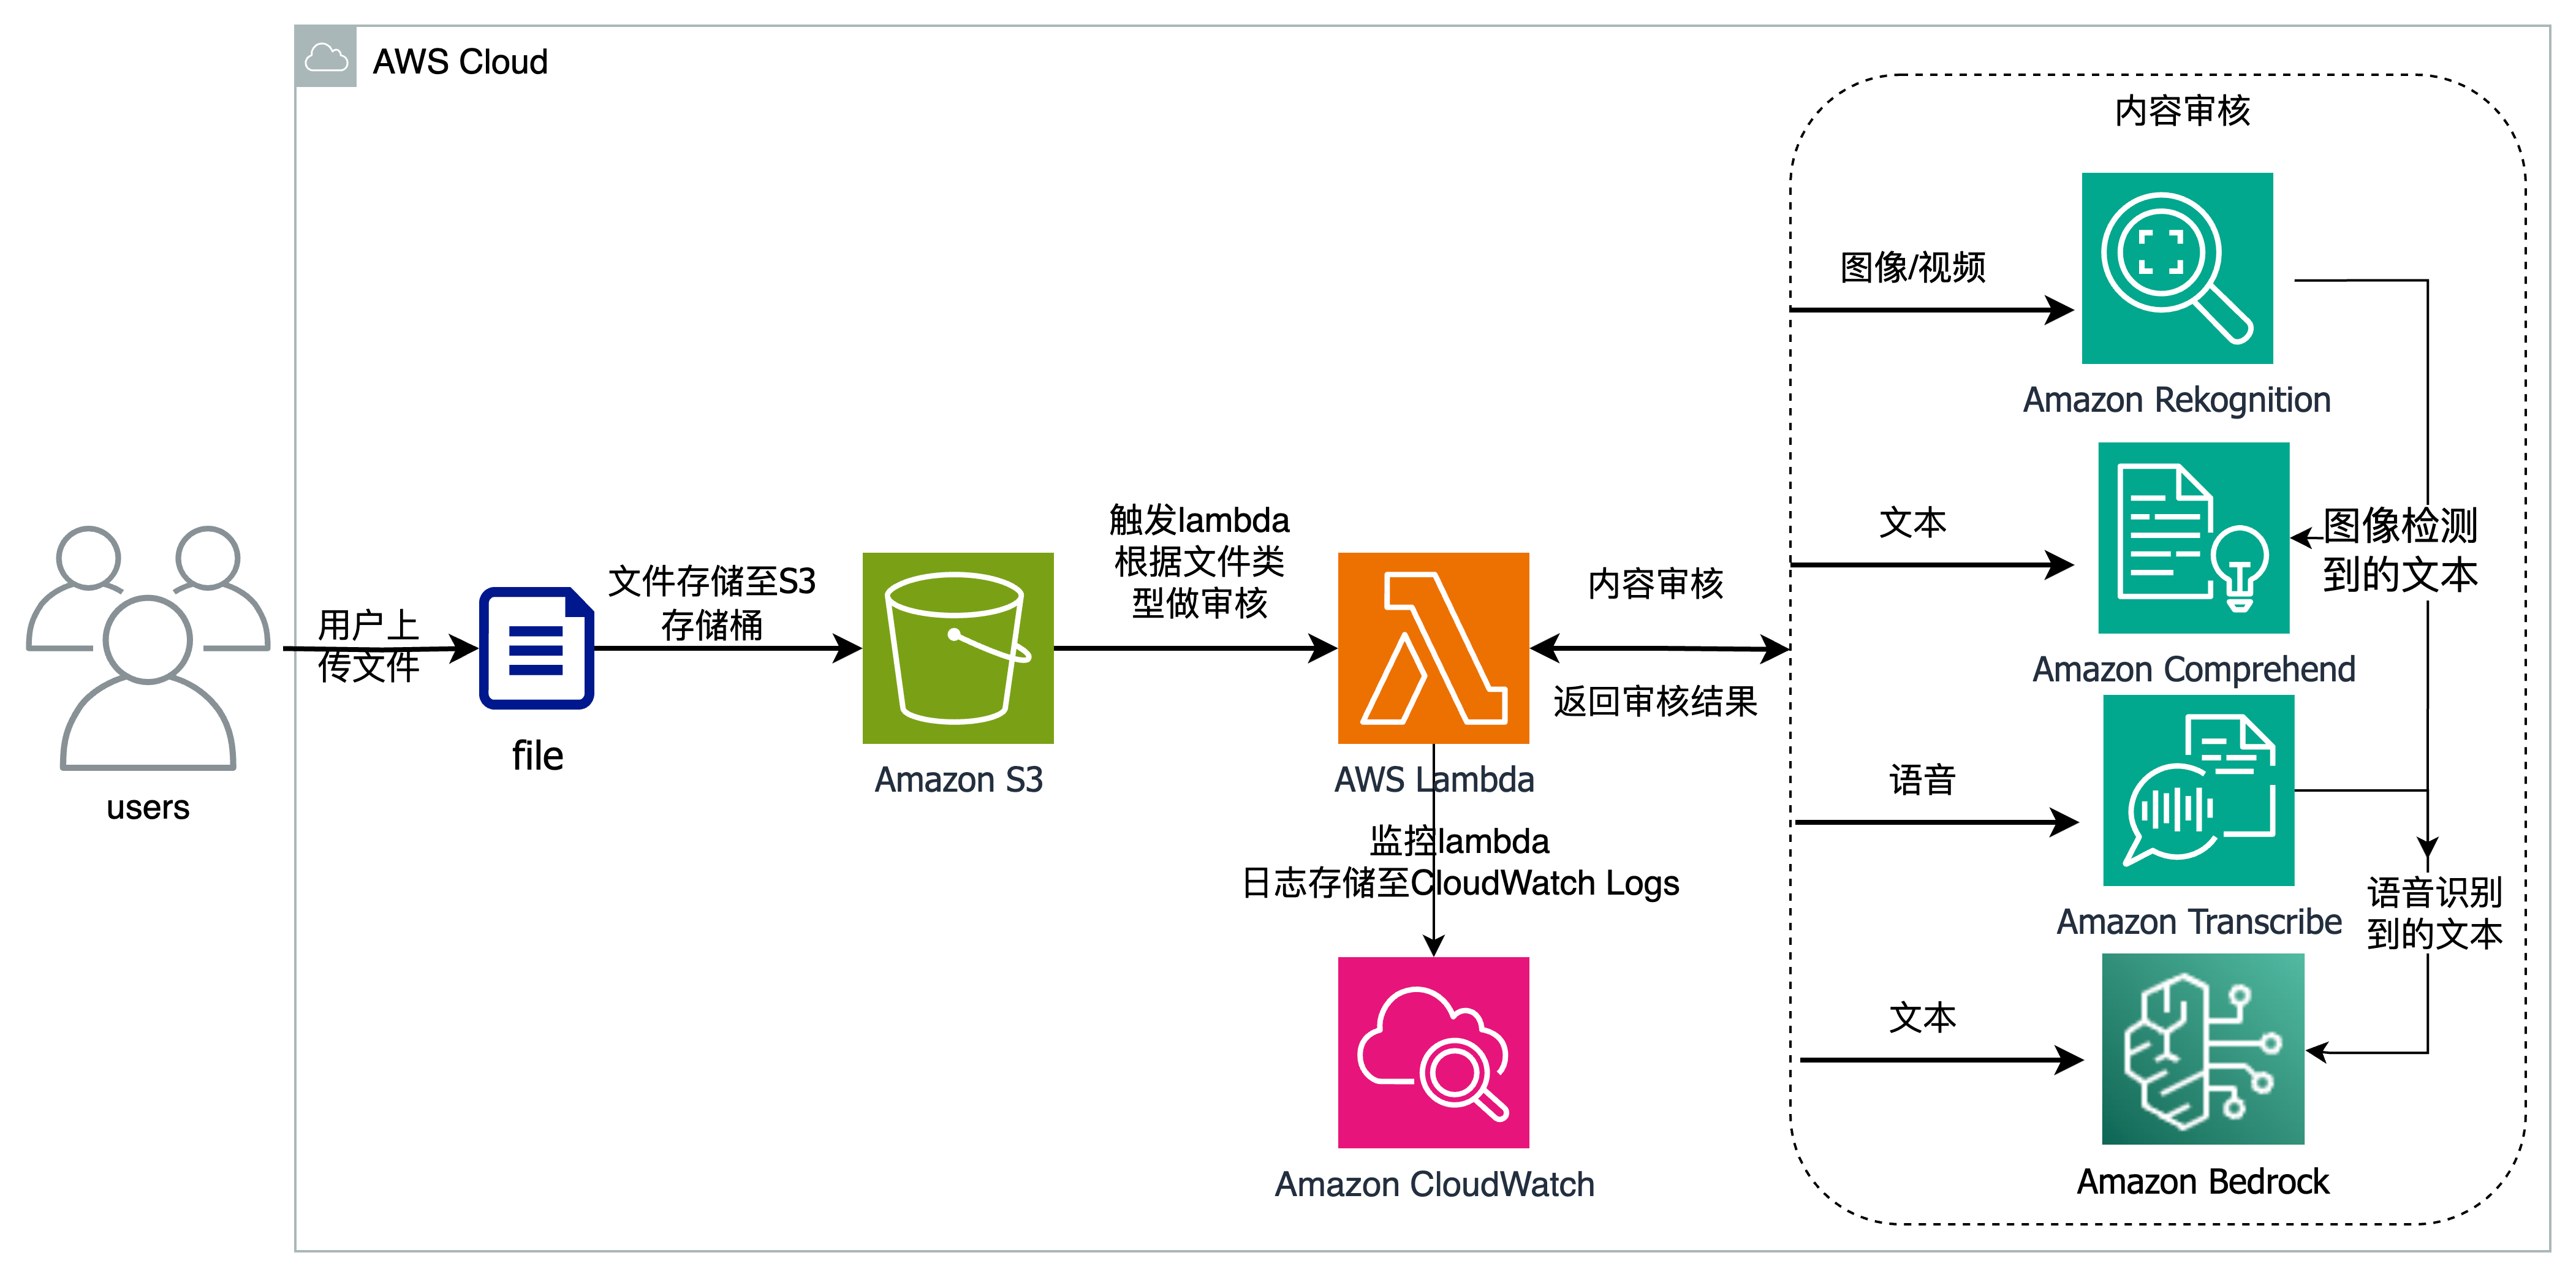 AWS Cloud
users
用户上
传文件
file
文件存储至S3
存储桶
Amazon S3
触发lambda
根据文件类
型做审核
AWS Lambda
监控lambda
日志存储至CloudWatch Logs
Amazon CloudWatch
内容审核
返回审核结果
内容审核
图像/视频
Amazon Rekognition
文本
Amazon Comprehend
图像检测
到的文本
语音
Amazon Transcribe
语音识别
到的文本
文本
Amazon Bedrock